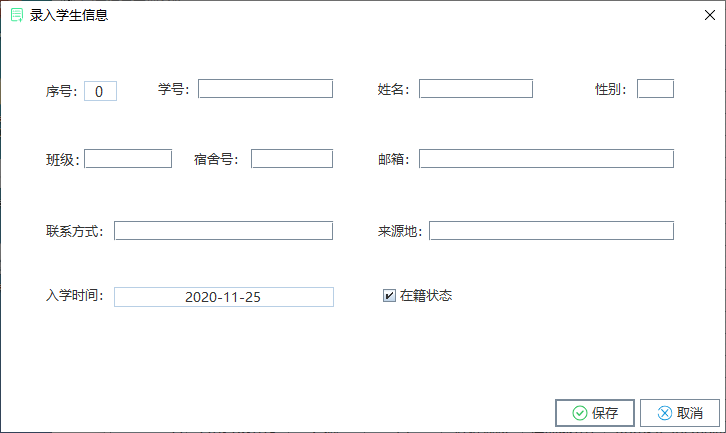 录入学生信息
序号： 0 学号： 姓名： 性别：
班级： 宿舍号： 邮箱：
联系方式： 来源地：
入学时间： 2020-11-25 在籍状态
保存 取消